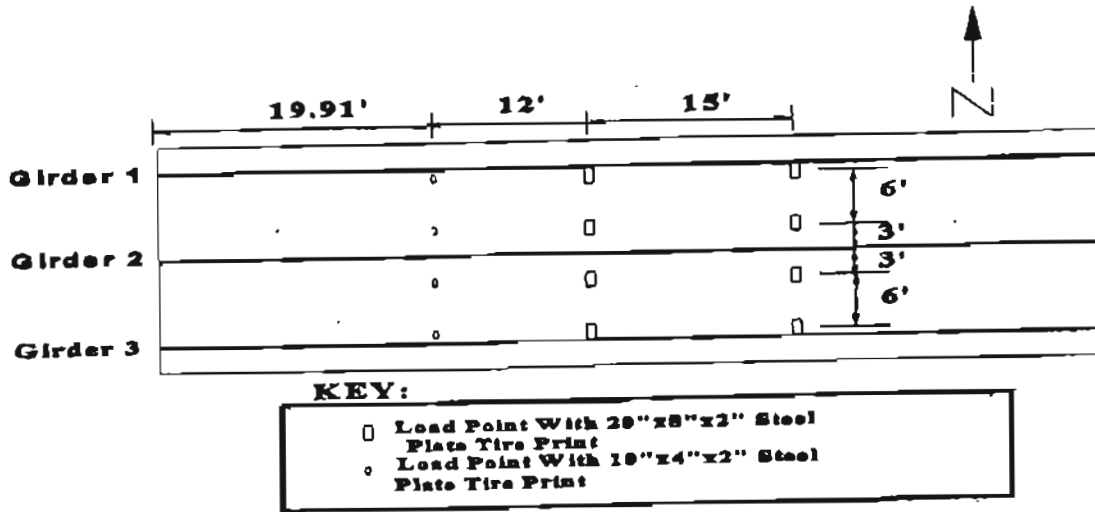 N
19.91' 12' 15'
Girder 1
6'
3'
Girder 2
3'
6'
Girder 3
KEY:
Load Point With 20"x8"x2" Steel
Plate Tire Print
Load Point With 10"x4"x2" Steel
Plate Tire Print